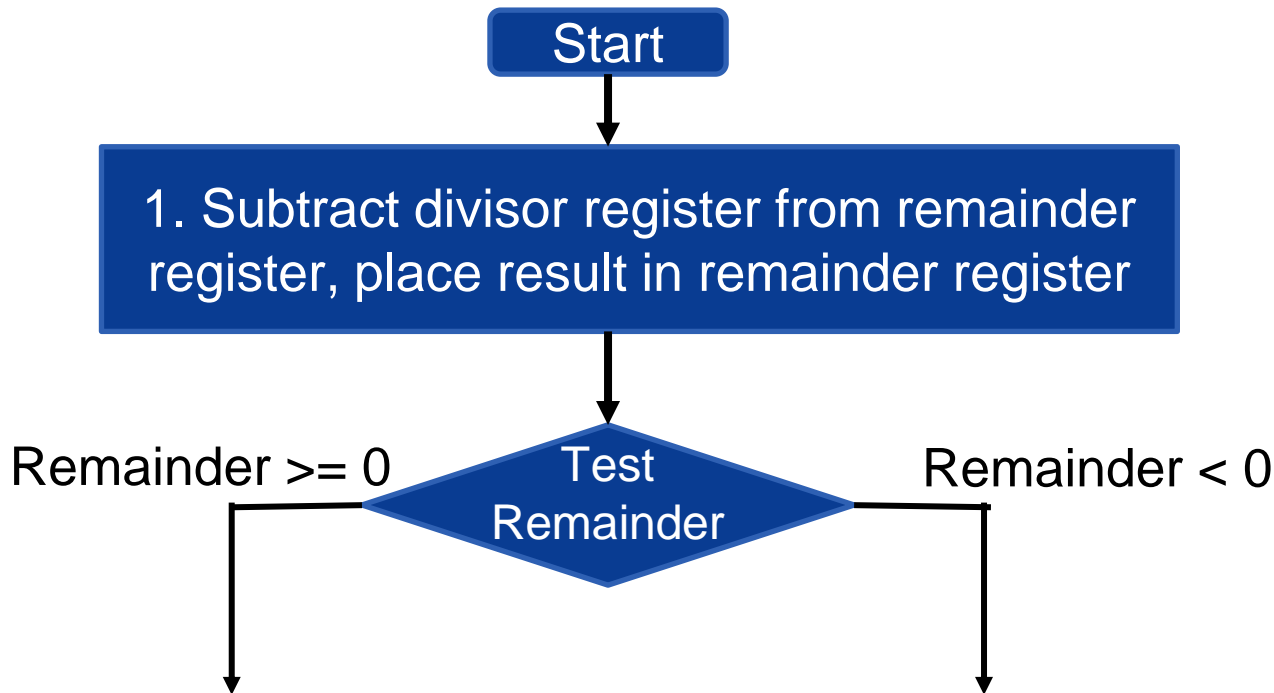 Start
1. Subtract divisor register from remainder
register, place result in remainder register
Remainder >= 0
Test
Remainder
Remainder < 0